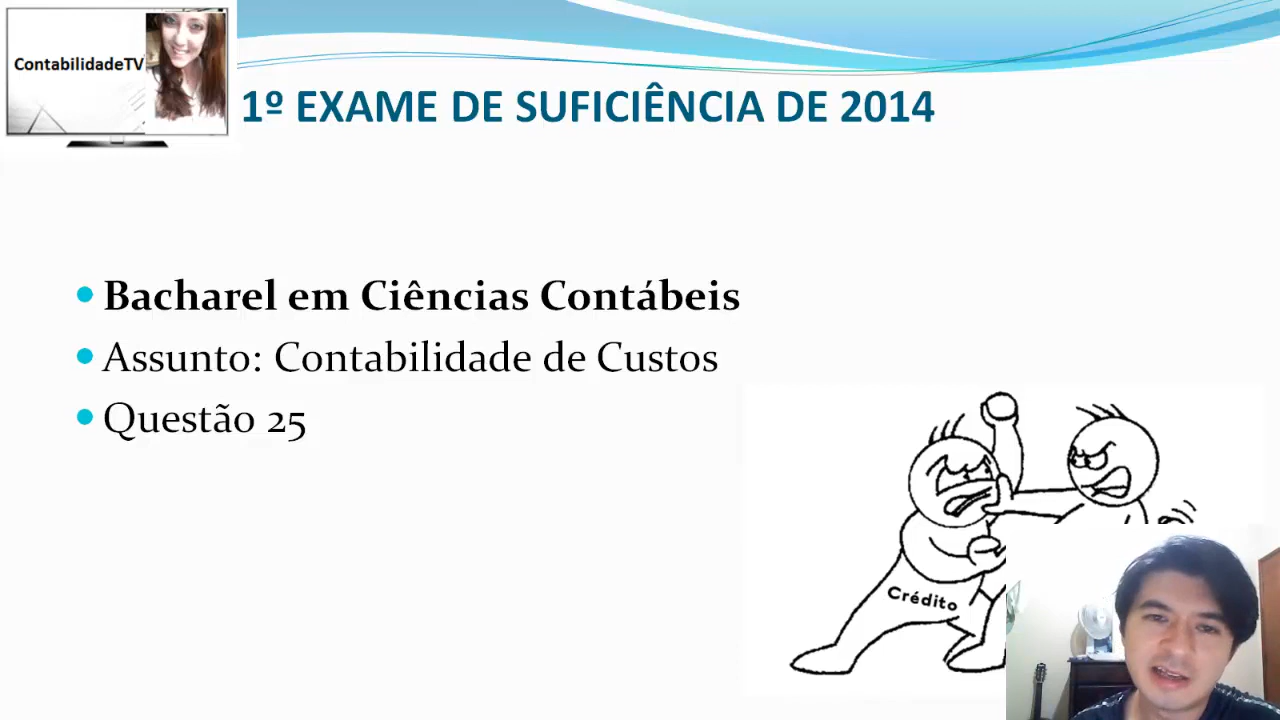 ContabilidadeTV
1º EXAME DE SUFICIÊNCIA DE 2014
Bacharel em Ciências Contábeis
Assunto: Contabilidade de Custos
Questão 25
Crédito